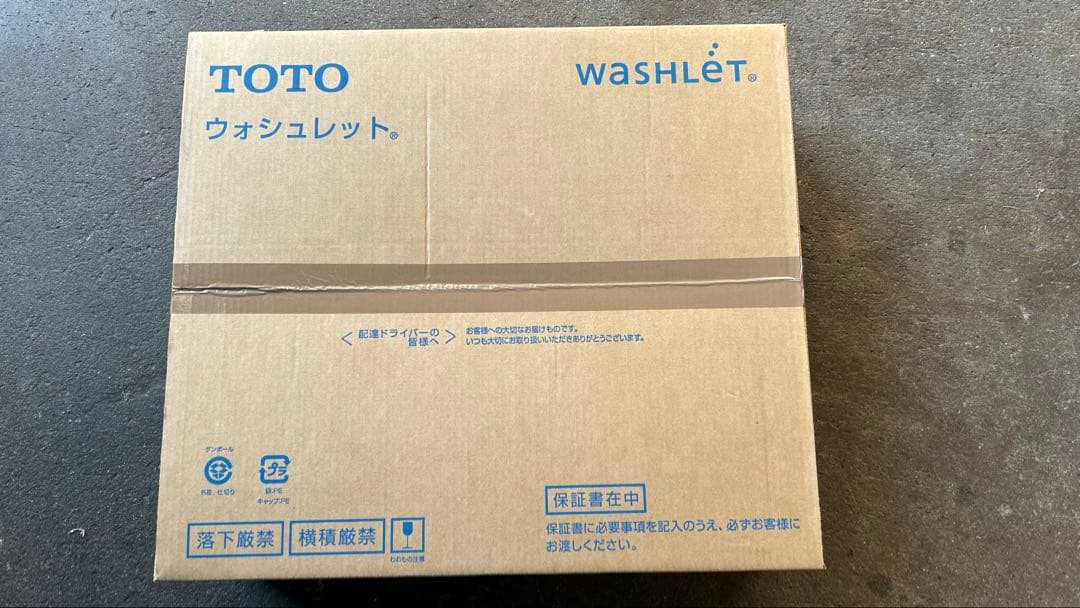 TOTO
WASHLET®
ウォシュレット®
＜配達ドライバーの皆様へ＞
お客様への大切なお届けものです。
いつも大切にお取り扱いいただきありがとうございます。
ダンボール
外箱,仕切り
プラ
袋:PE
キャップ:PE
落下厳禁
横積厳禁
われもの注意
保証書在中
保証書に必要事項を記入のうえ、必ずお客様に
お渡しください。